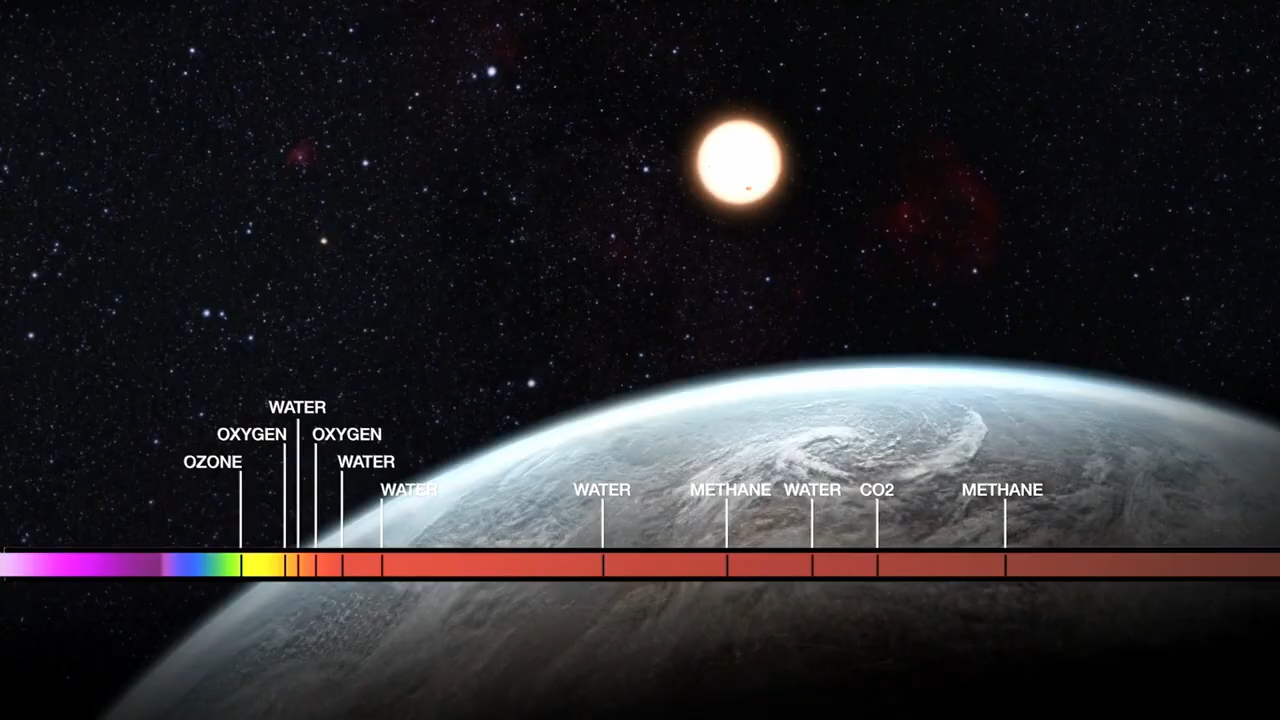 WATER
OXYGEN OXYGEN
OZONE WATER
WATER WATER METHANE WATER CO2 METHANE